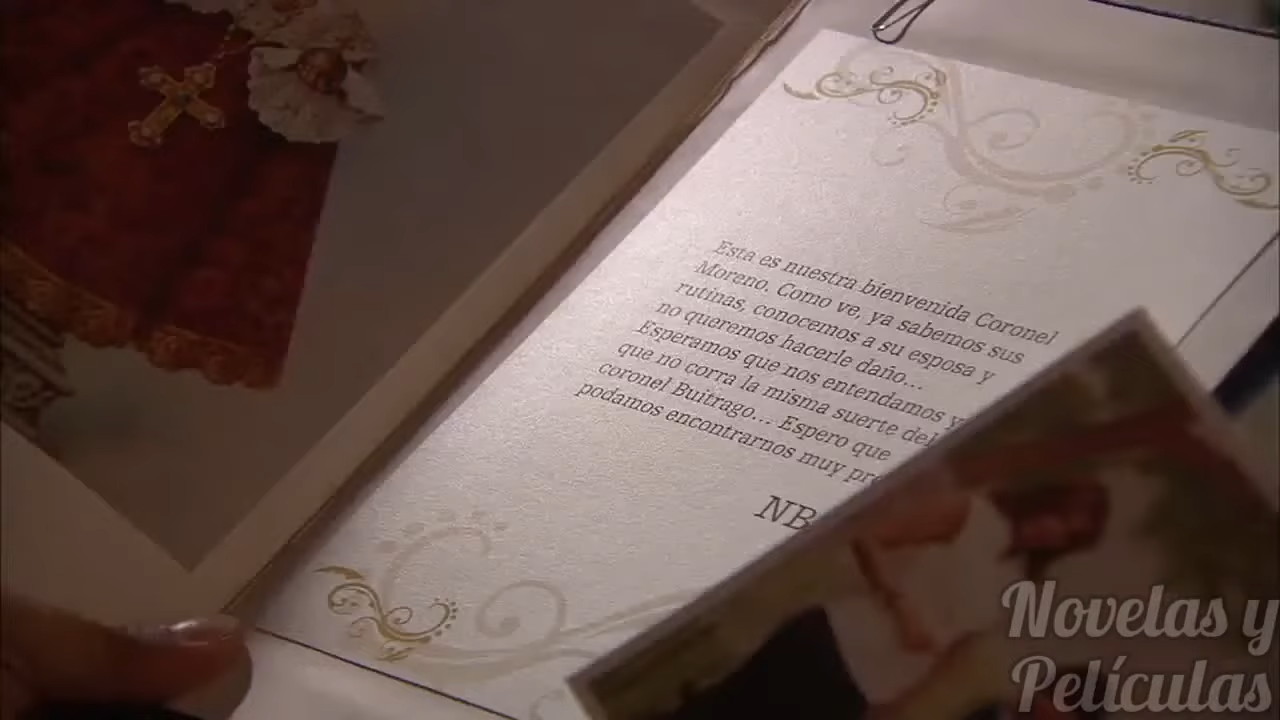 Esta es nuestra bienvenida Coronel
Moreno. Como ve, ya sabemos sus
rutinas, conocemos a su esposa y
no queremos hacerle daño...
Esperamos que nos entendamos y
que no corra la misma suerte del
coronel Buitrago... Espero que
podamos encontrarnos muy
NB
Novelas y
Películas